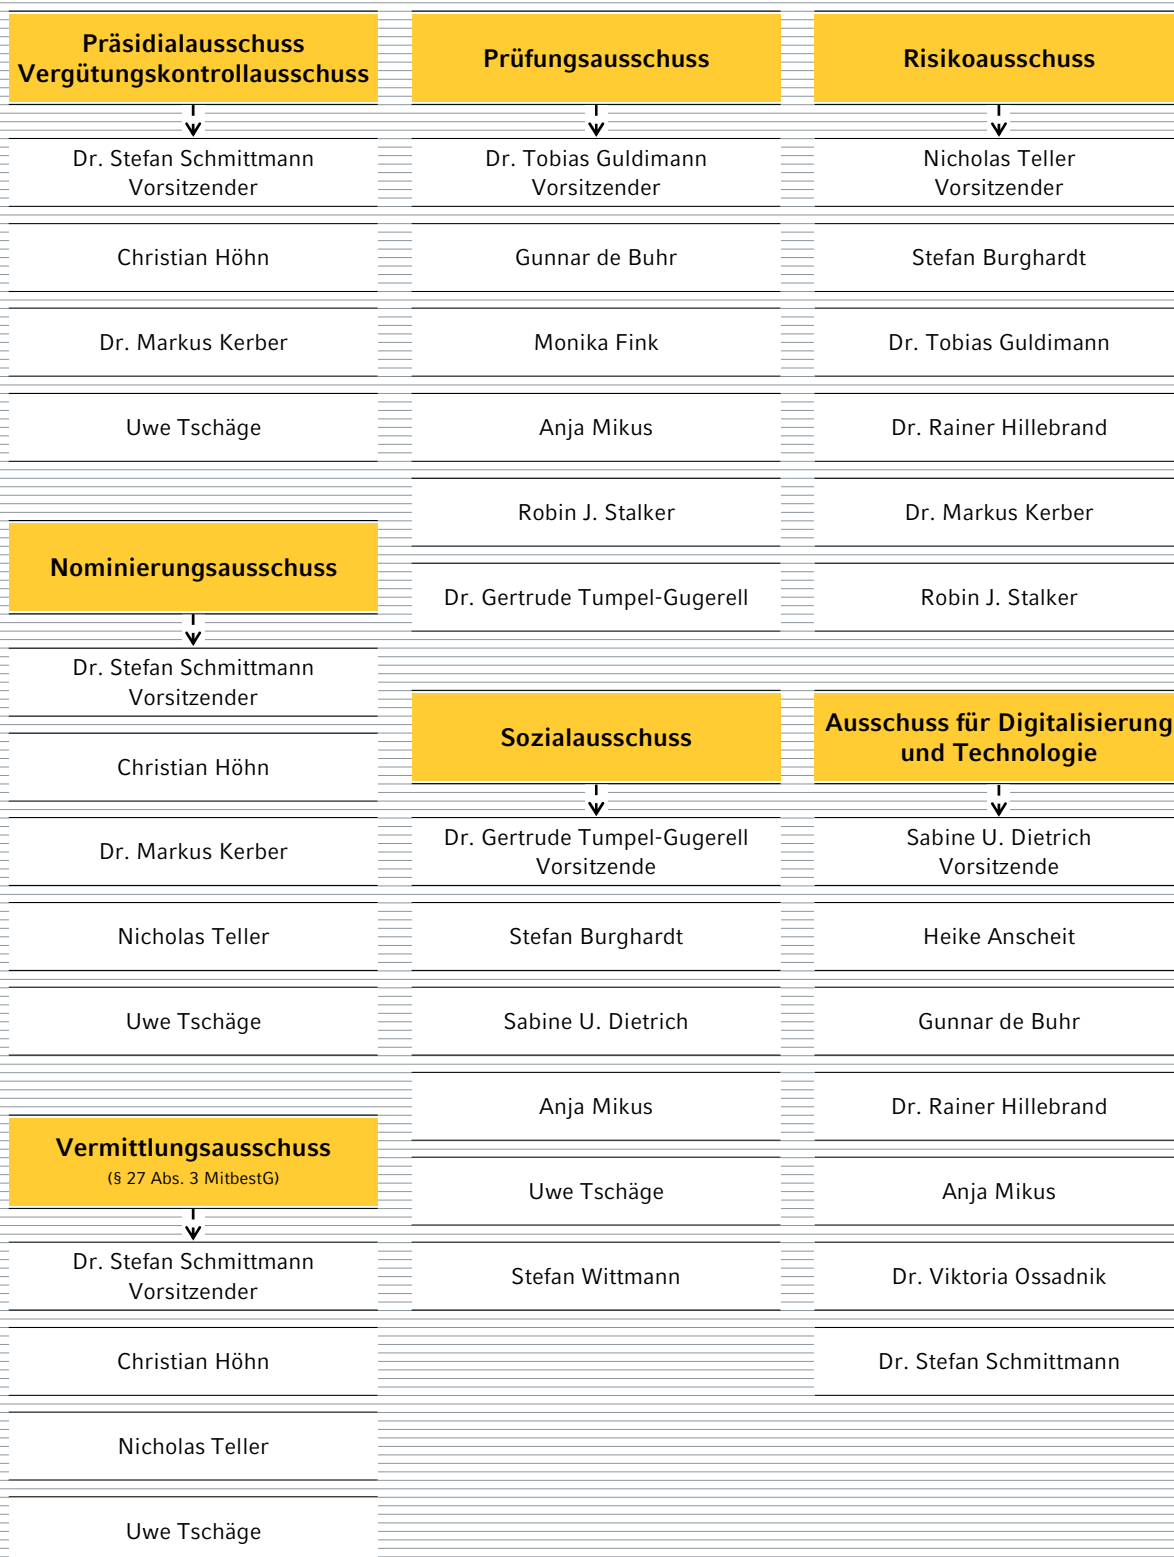 Präsidialausschuss
Vergütungskontrollausschuss
Dr. Stefan Schmittmann
Vorsitzender
Christian Höhn
Dr. Markus Kerber
Uwe Tschäge
Nominierungsausschuss
Dr. Stefan Schmittmann
Vorsitzender
Christian Höhn
Dr. Markus Kerber
Nicholas Teller
Uwe Tschäge
Vermittlungsausschuss
(§ 27 Abs. 3 MitbestG)
Dr. Stefan Schmittmann
Vorsitzender
Christian Höhn
Nicholas Teller
Uwe Tschäge
Prüfungsausschuss
Dr. Tobias Guldimann
Vorsitzender
Gunnar de Buhr
Monika Fink
Anja Mikus
Robin J. Stalker
Dr. Gertrude Tumpel-Gugerell
Sozialausschuss
Dr. Gertrude Tumpel-Gugerell
Vorsitzende
Stefan Burghardt
Sabine U. Dietrich
Anja Mikus
Uwe Tschäge
Stefan Wittmann
Risikoausschuss
Nicholas Teller
Vorsitzender
Stefan Burghardt
Dr. Tobias Guldimann
Dr. Rainer Hillebrand
Dr. Markus Kerber
Robin J. Stalker
Ausschuss für Digitalisierung
und Technologie
Sabine U. Dietrich
Vorsitzende
Heike Anscheit
Gunnar de Buhr
Dr. Rainer Hillebrand
Anja Mikus
Dr. Viktoria Ossadnik
Dr. Stefan Schmittmann